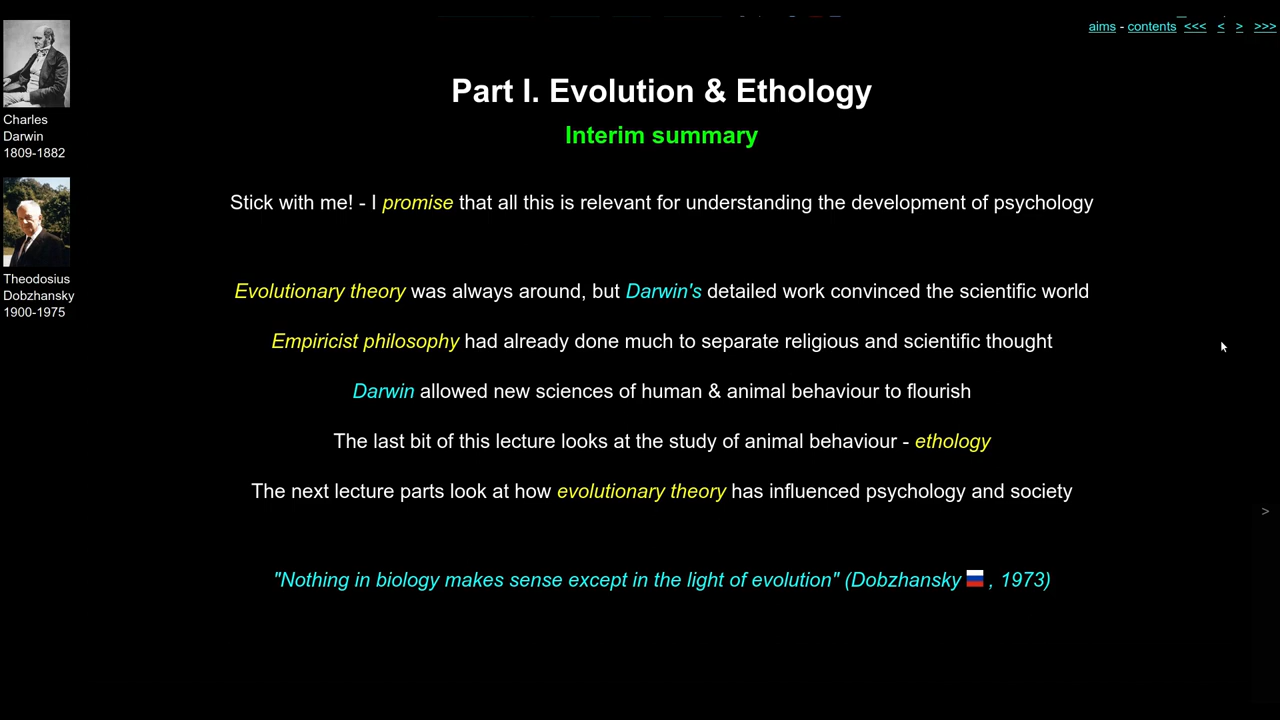 aims - contents <<< < > >>>
Charles
Darwin
1809-1882
Theodosius
Dobzhansky
1900-1975
Part I. Evolution & Ethology
Interim summary
Stick with me! - I promise that all this is relevant for understanding the development of psychology
Evolutionary theory was always around, but Darwin's detailed work convinced the scientific world
Empiricist philosophy had already done much to separate religious and scientific thought
Darwin allowed new sciences of human & animal behaviour to flourish
The last bit of this lecture looks at the study of animal behaviour - ethology
The next lecture parts look at how evolutionary theory has influenced psychology and society
>
"Nothing in biology makes sense except in the light of evolution" (Dobzhansky , 1973)